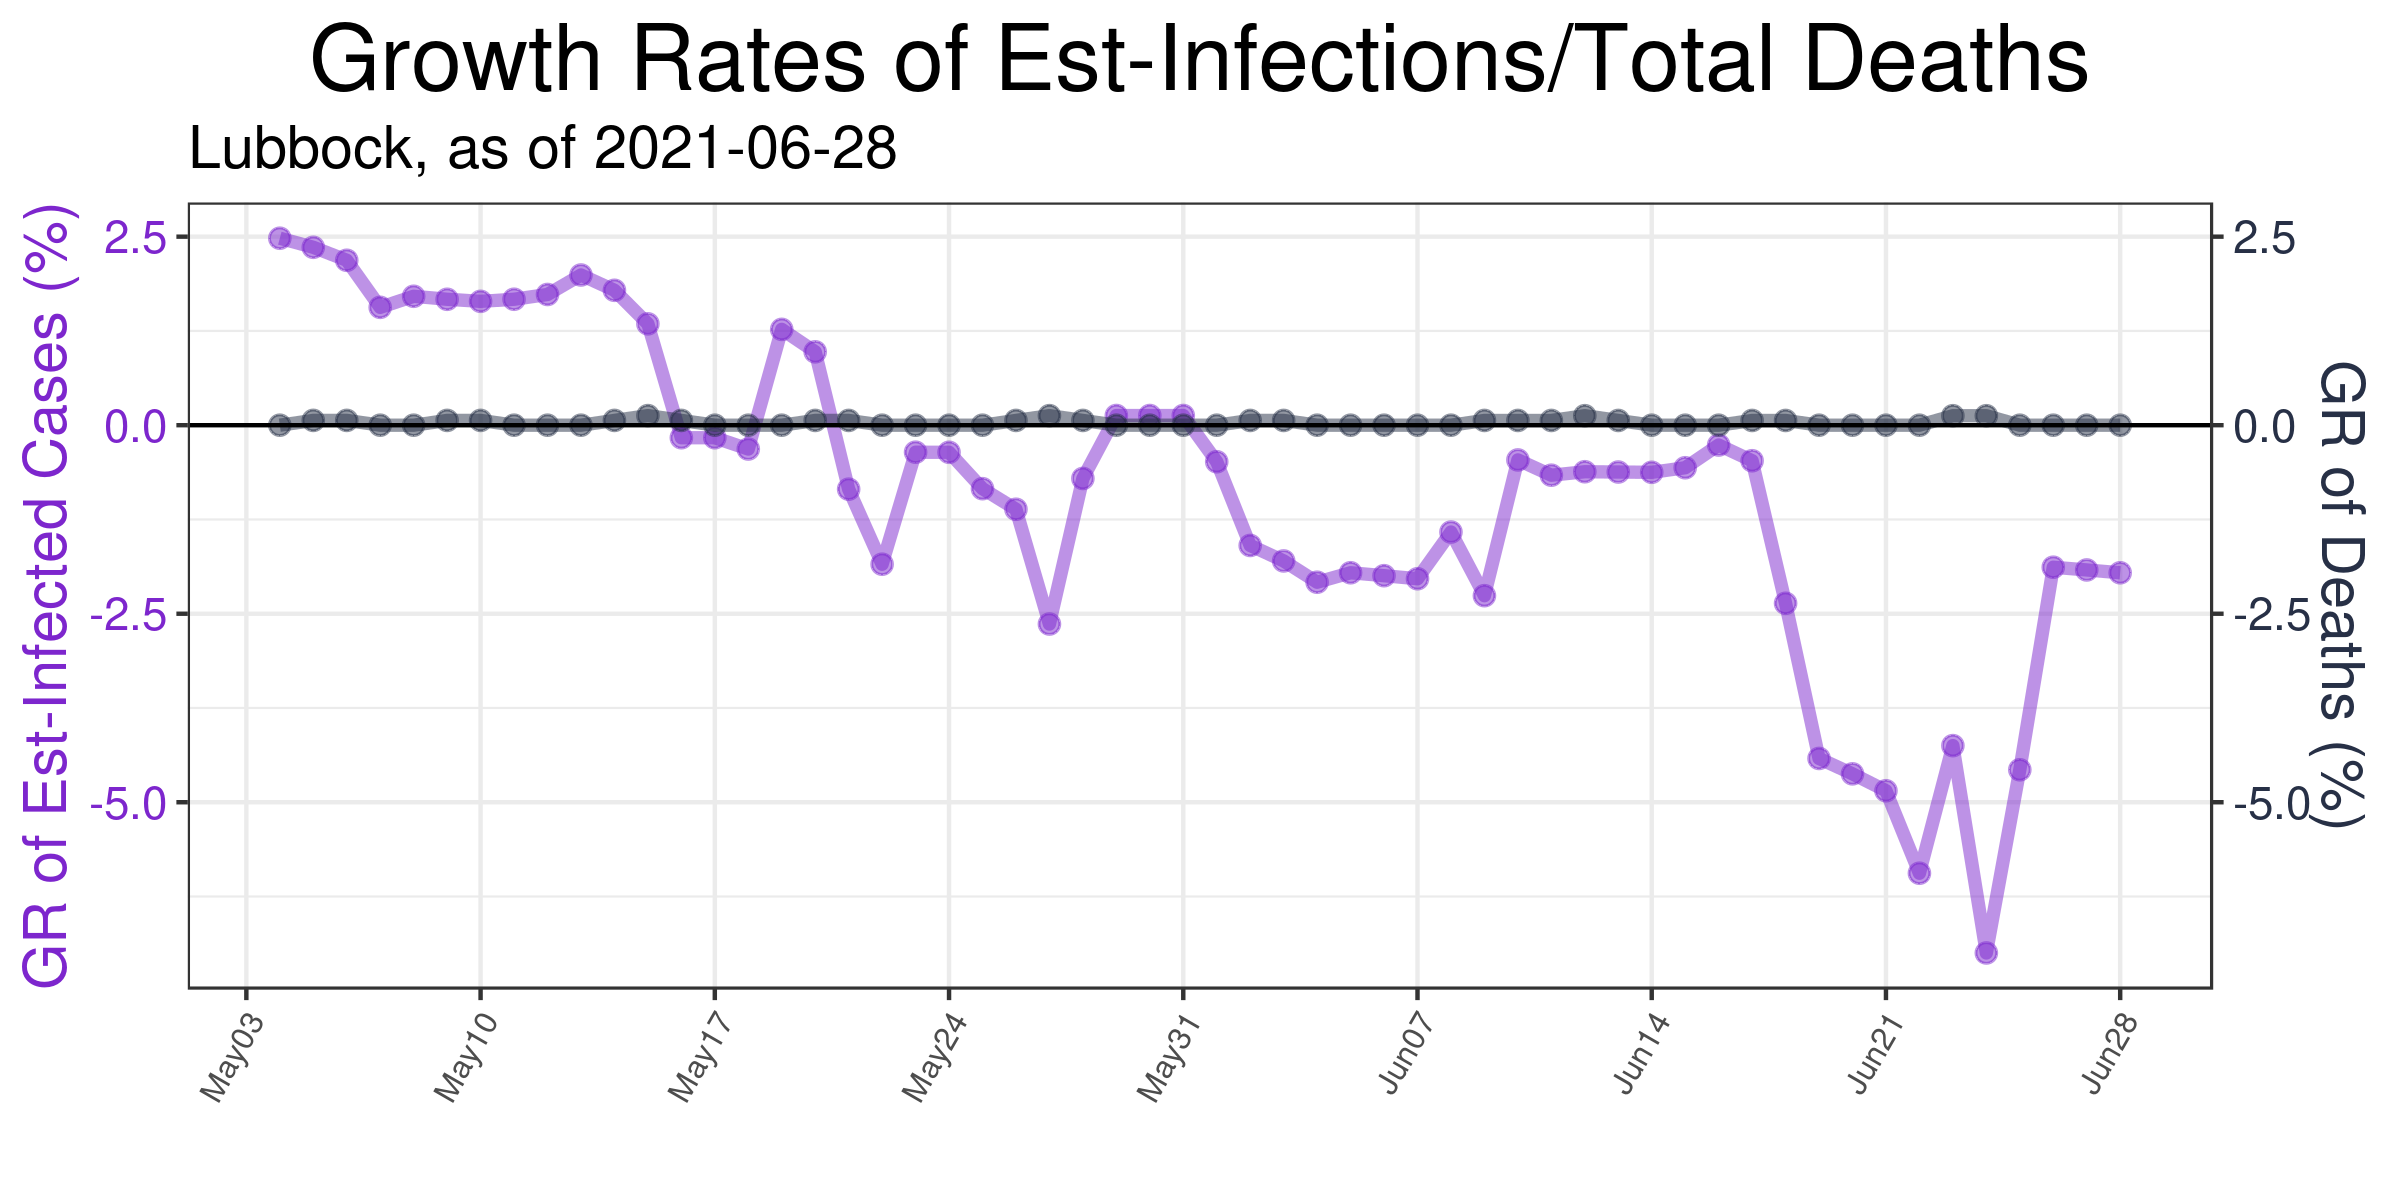 Growth Rates of Est-Infections/Total Deaths
Lubbock, as of 2021-06-28
GR of Est-Infected Cases (%)
2.5
0.0
-2.5
-5.0
2.5
0.0
-2.5
-5.0
GR of Deaths (%)
May03
May10
May17
May24
May31
Jun07
Jun14
Jun21
Jun28